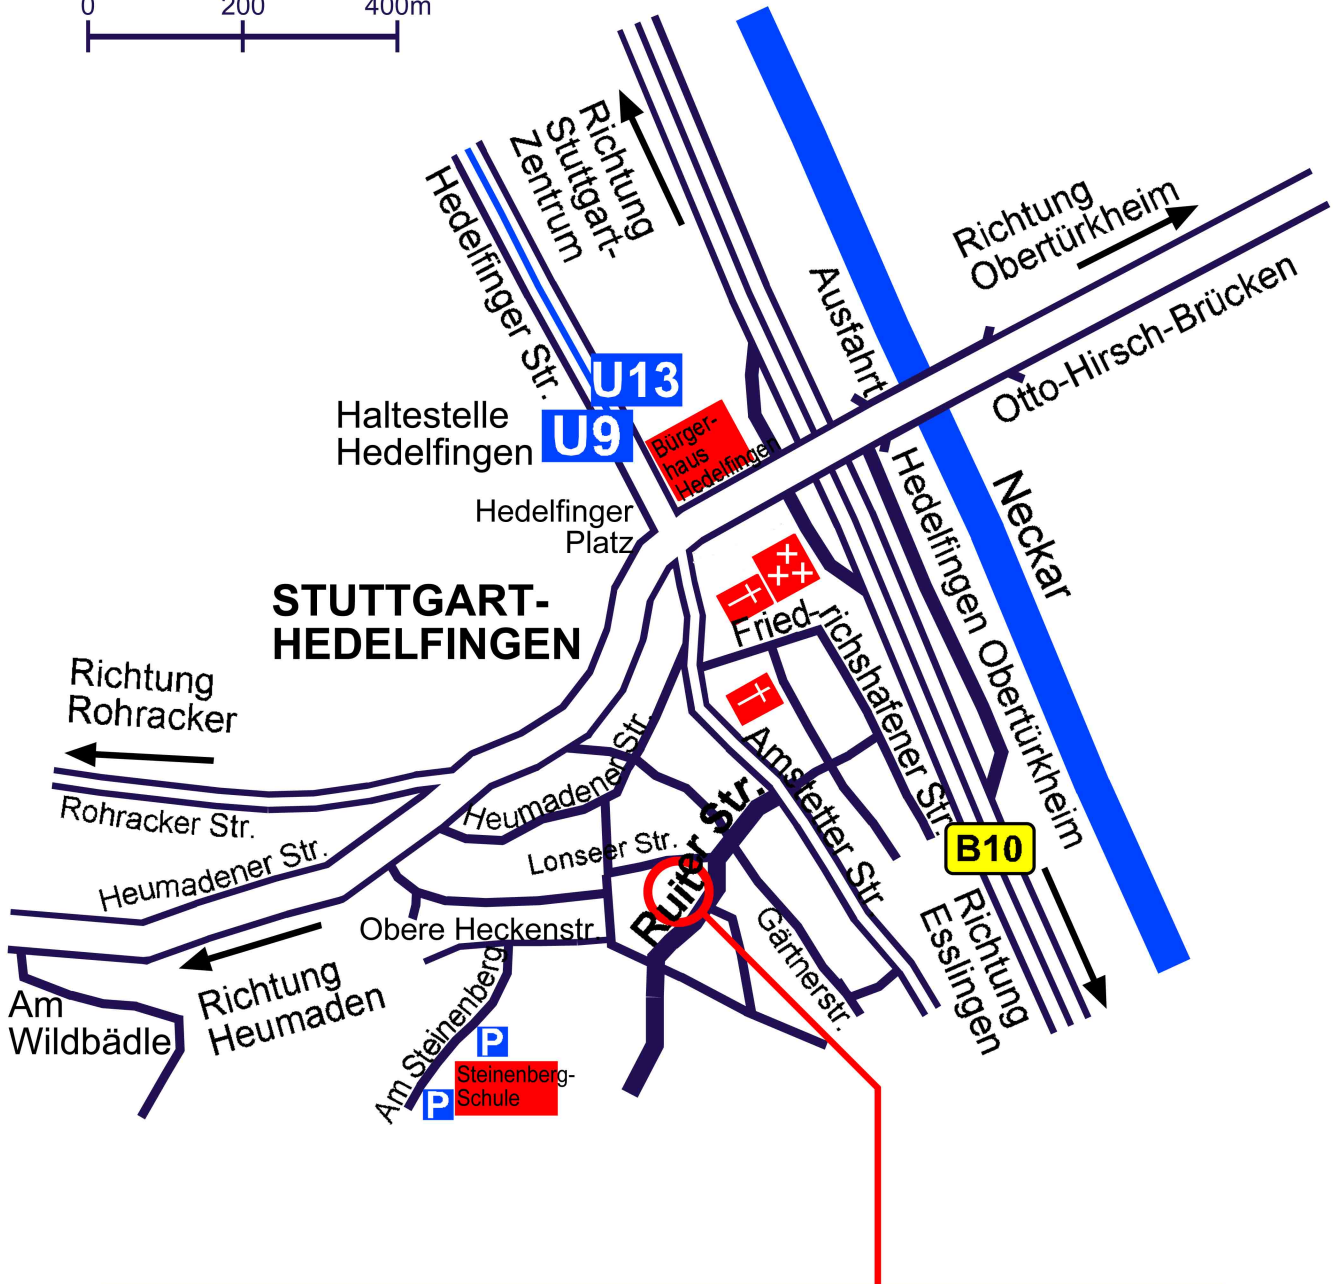 0 200 400m
Richtung
Stuttgart-
Zentrum
Hedelfinger Str.
Richtung
Obertürkheim
Ausfahrt
Otto-Hirsch-Brücken
U13
U9
Haltestelle
Hedelfingen
Bürger-
haus
Hedelfingen
Hedelfinger
Platz
Hedelfingen Obertürkheim
Neckar
STUTTGART-
HEDELFINGEN
Fried-
richshafener Str.
Richtung
Rohracker
Rohracker Str.
Heumadener Str.
Heumadener Str.
Amstetter Str.
Ruiter Str.
Lonseer Str.
B10
Obere Heckenstr.
Gärtnerstr.
Richtung
Esslingen
Richtung
Heumaden
Am
Wildbädle
Am Steinenberg
P
Steinenberg-
Schule
P